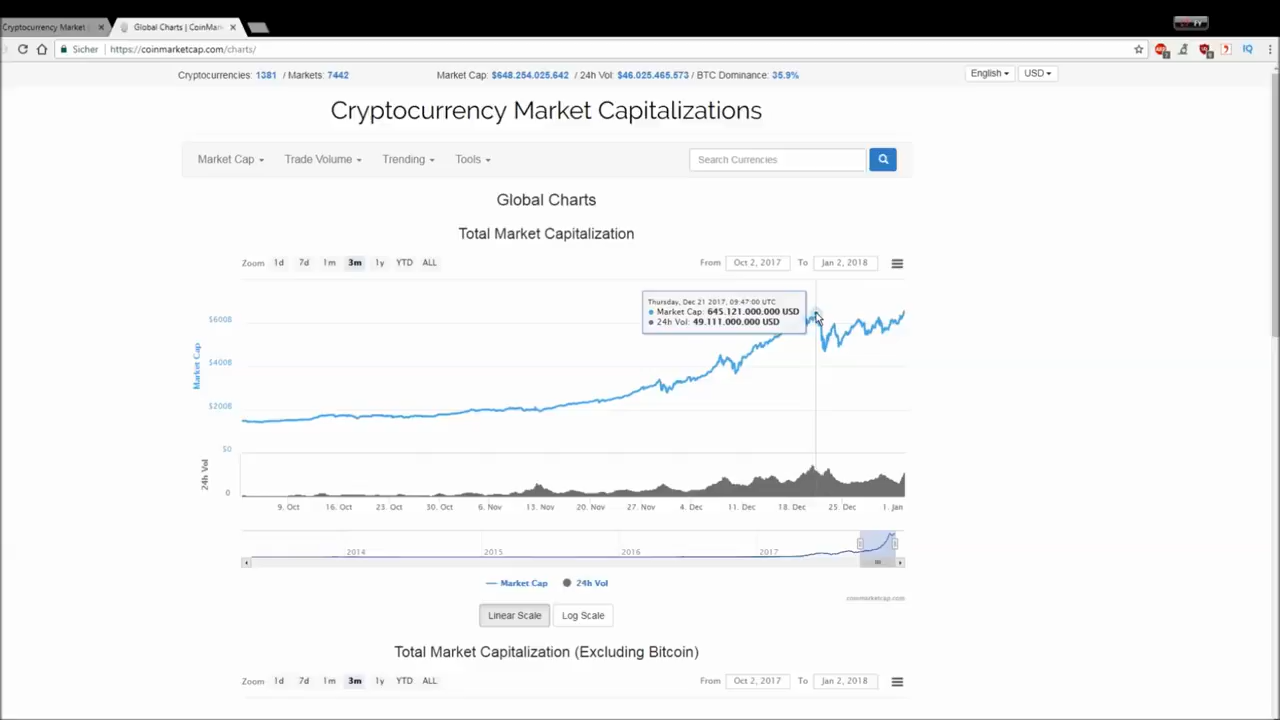 Cryptocurrency Market
Global Charts | CoinMar
Sicher https://coinmarketcap.com/charts/
Cryptocurrencies: 1381 / Markets: 7442 Market Cap: $648.254.025.642 / 24h Vol: $46.025.465.573 / BTC Dominance: 35.9% English USD
Cryptocurrency Market Capitalizations
Market Cap Trade Volume Trending Tools Search Currencies
Global Charts
Total Market Capitalization
Zoom 1d 7d 1m 3m 1y YTD ALL From Oct 2, 2017 To Jan 2, 2018
Thursday, Dec 21 2017, 09:47:00 UTC
Market Cap: 645.121.000.000 USD
24h Vol: 49.111.000.000 USD
$600B
$400B
$200B
$0
0
Market Cap
24h Vol
9. Oct 16. Oct 23. Oct 30. Oct 6. Nov 13. Nov 20. Nov 27. Nov 4. Dec 11. Dec 18. Dec 25. Dec 1. Jan
2014 2015 2016 2017
Market Cap 24h Vol
coinmarketcap.com
Linear Scale Log Scale
Total Market Capitalization (Excluding Bitcoin)
Zoom 1d 7d 1m 3m 1y YTD ALL From Oct 2, 2017 To Jan 2, 2018